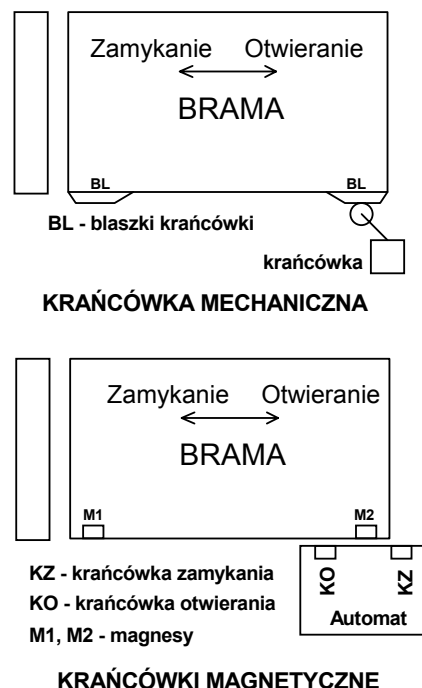 Zamykanie Otwieranie
BRAMA
BL BL
BL - blaszki krańcówki
krańcówka
KRAŃCÓWKA MECHANICZNA
Zamykanie Otwieranie
BRAMA
M1 M2
KZ - krańcówka zamykania
KO - krańcówka otwierania
M1, M2 - magnesy
KO KZ
Automat
KRAŃCÓWKI MAGNETYCZNE